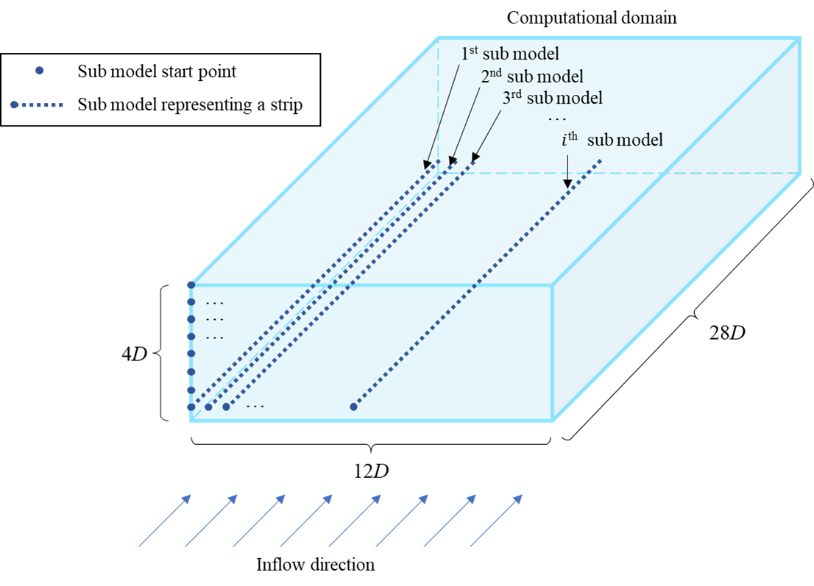 Computational domain
Sub model start point
Sub model representing a strip
1st sub model
2nd sub model
3rd sub model
...
ith sub model
...
...
...
4D
28D
...
12D
Inflow direction